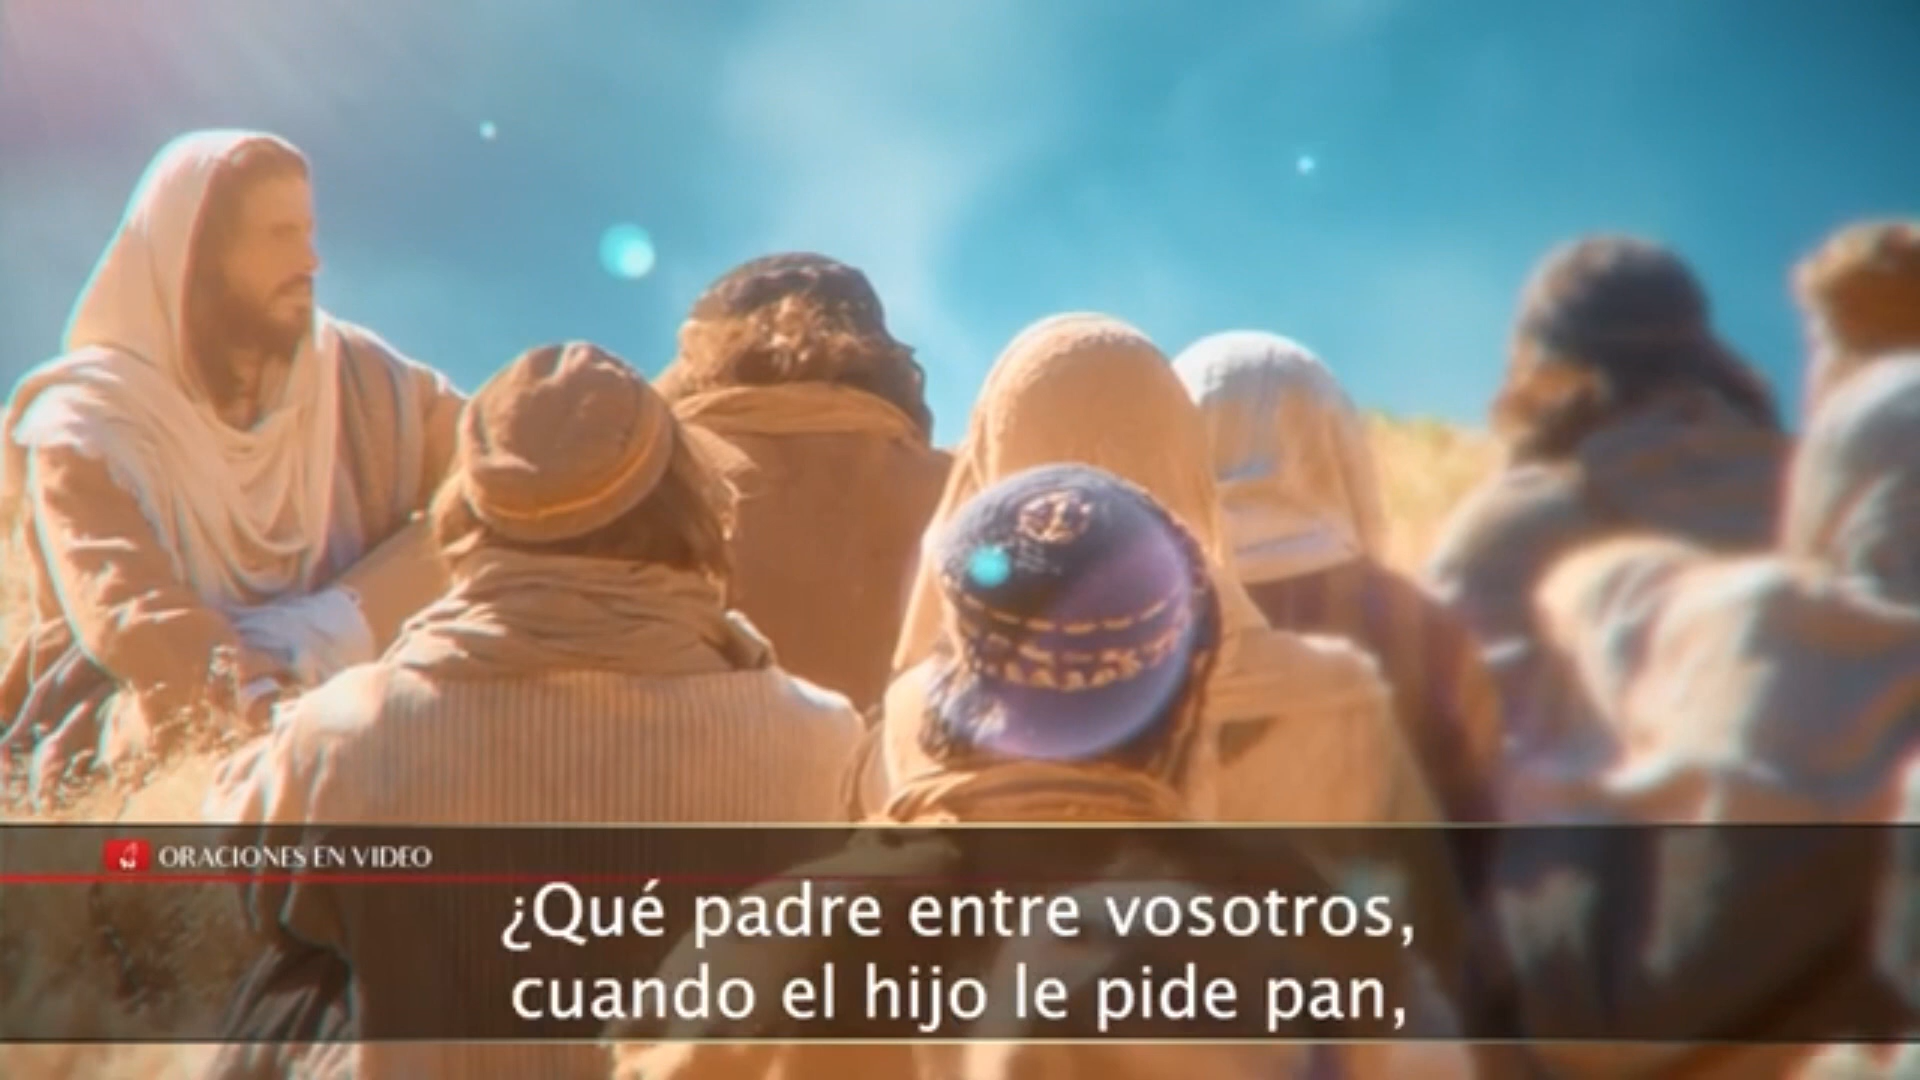 ORACIONES EN VIDEO
¿Qué padre entre vosotros,
cuando el hijo le pide pan,